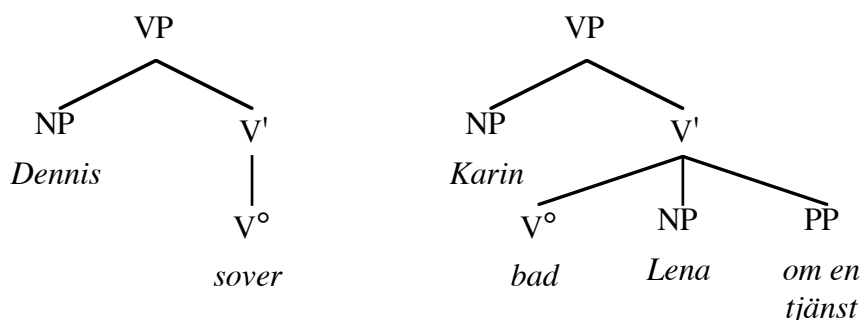 VP VP
NP V' NP V'
Dennis Karin
V° V° NP PP
sover bad Lena om en
tjänst